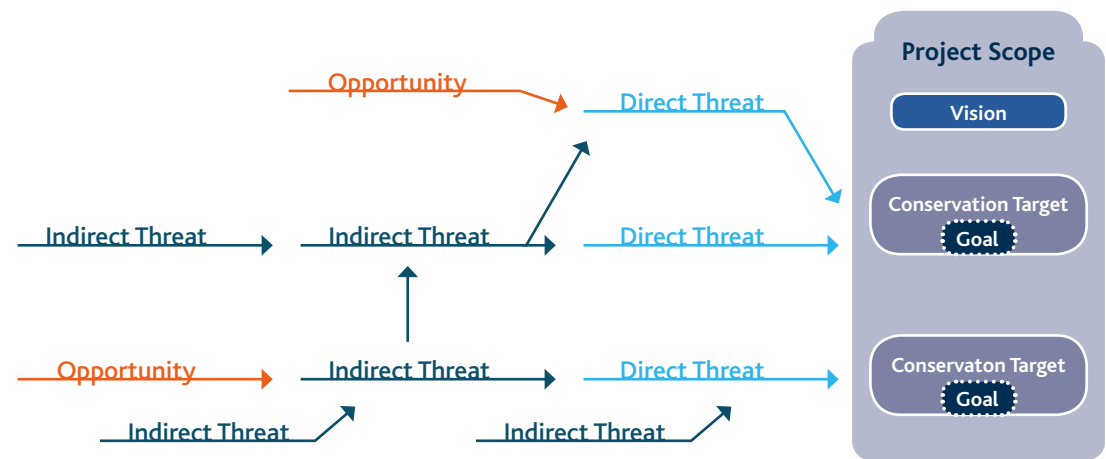 Project Scope
Opportunity
Direct Threat
Vision
Conservation Target
Indirect Threat
Indirect Threat
Direct Threat
Goal
Opportunity
Indirect Threat
Direct Threat
Conservaton Target
Goal
Indirect Threat
Indirect Threat